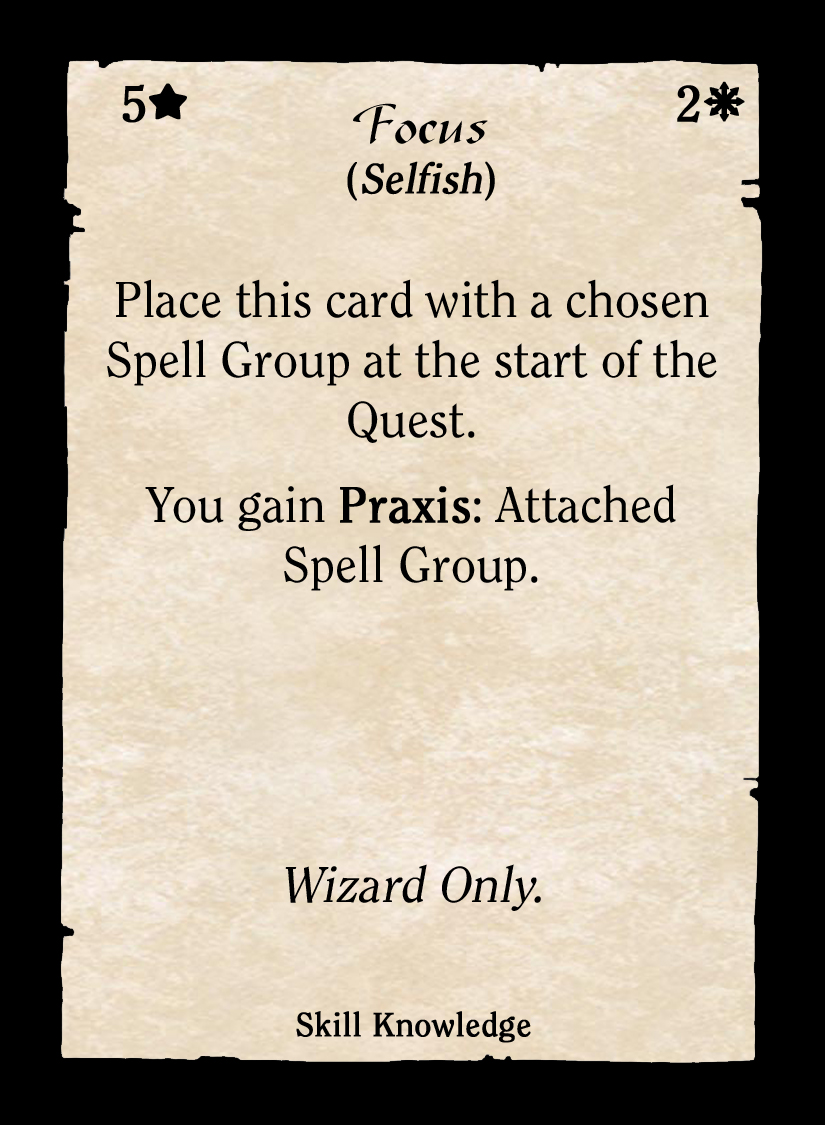 5★
2
Focus
(Selfish)
Place this card with a chosen
Spell Group at the start of the
Quest.
You gain Praxis: Attached
Spell Group.
Wizard Only.
Skill Knowledge